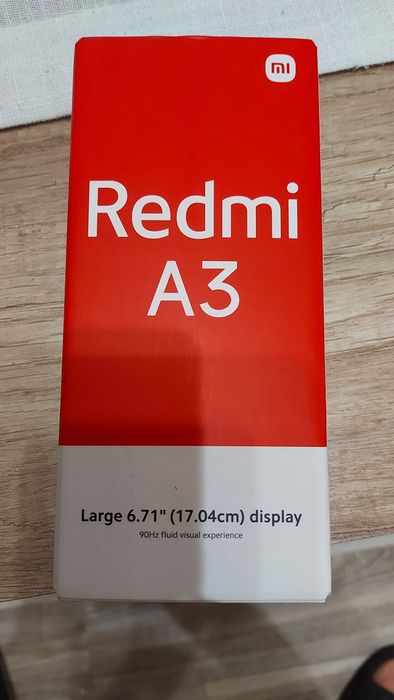 mi
Redmi
A3
Large 6.71" (17.04cm) display
90Hz fluid visual experience